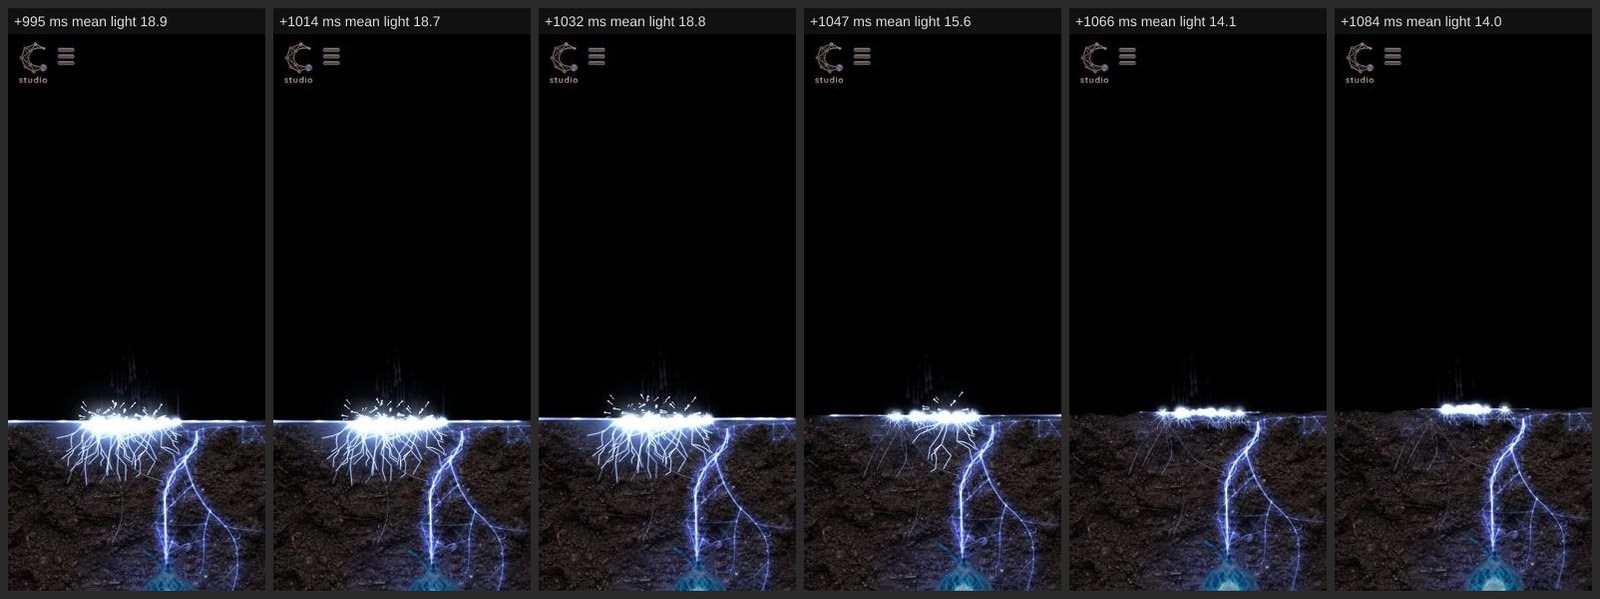 +995 ms mean light 18.9
studio
+1014 ms mean light 18.7
studio
+1032 ms mean light 18.8
studio
+1047 ms mean light 15.6
studio
+1066 ms mean light 14.1
studio
+1084 ms mean light 14.0
studio